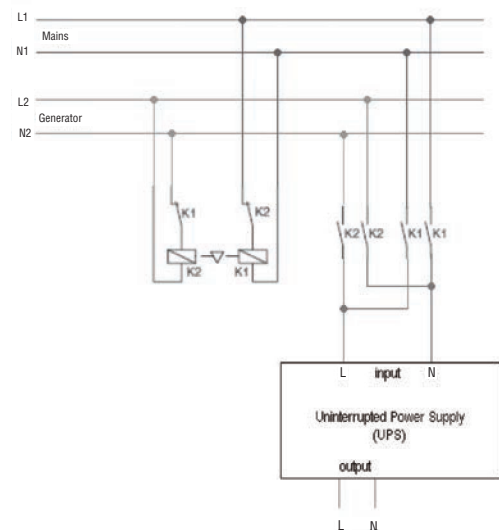 L1
Mains
N1
L2
Generator
N2
K1 K2
K2 K2 K1 K1
K2 K1
L input N
Uninterrupted Power Supply
(UPS)
output
L N